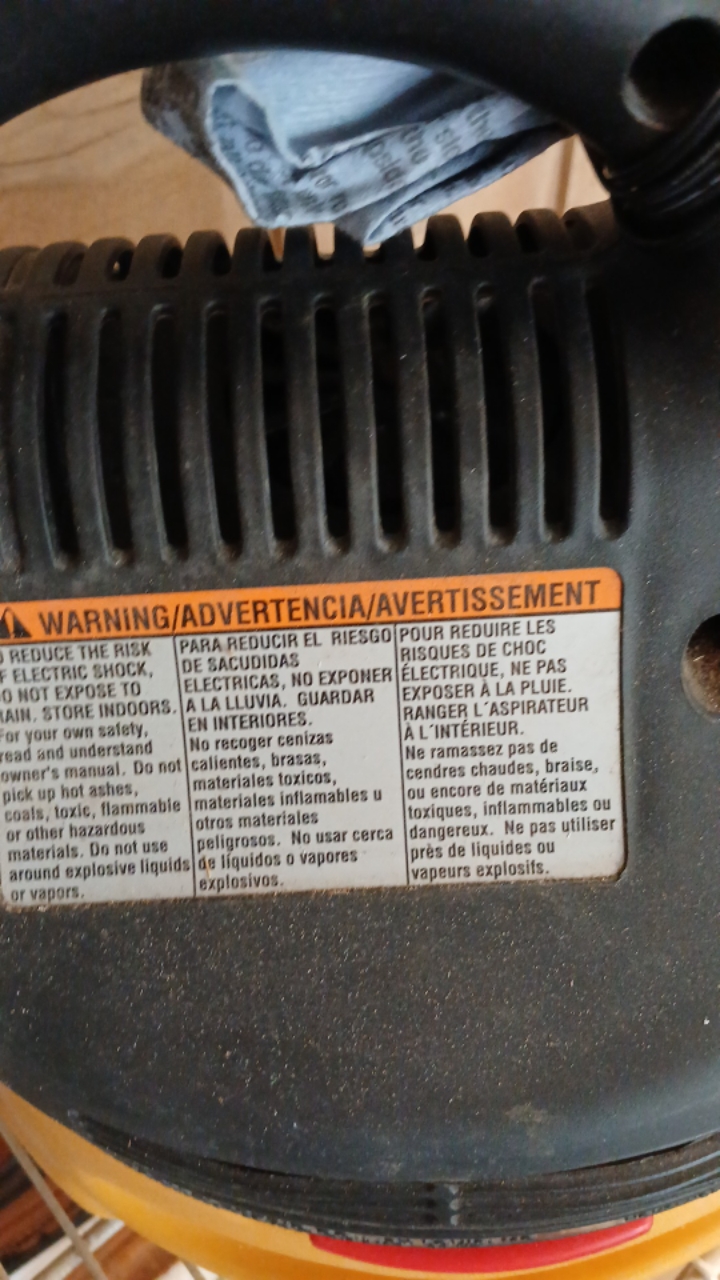 WARNING/ADVERTENCIA/AVERTISSEMENT
REDUCE THE RISK
ELECTRIC SHOCK,
NOT EXPOSE TO
STORE INDOORS.
For your own safety,
read and understand
owner's manual. Do not
pick up hot ashes,
coals, toxic, flammable
or other hazardous
materials. Do not use
around explosive liquids
or vapors.
PARA REDUCIR EL RIESGO
DE SACUDIDAS
ELECTRICAS, NO EXPONER
A LA LLUVIA. GUARDAR
EN INTERIORES.
No recoger cenizas
calientes, brasas,
materiales toxicos,
materiales inflamables u
otros materiales
peligrosos. No usar cerca
de líquidos o vapores
explosivos.
POUR REDUIRE LES
RISQUES DE CHOC
ÉLECTRIQUE, NE PAS
EXPOSER À LA PLUIE.
RANGER L'ASPIRATEUR
À L'INTÉRIEUR.
Ne ramassez pas de
cendres chaudes, braise,
ou encore de matériaux
toxiques, inflammables ou
dangereux. Ne pas utiliser
près de liquides ou
vapeurs explosifs.